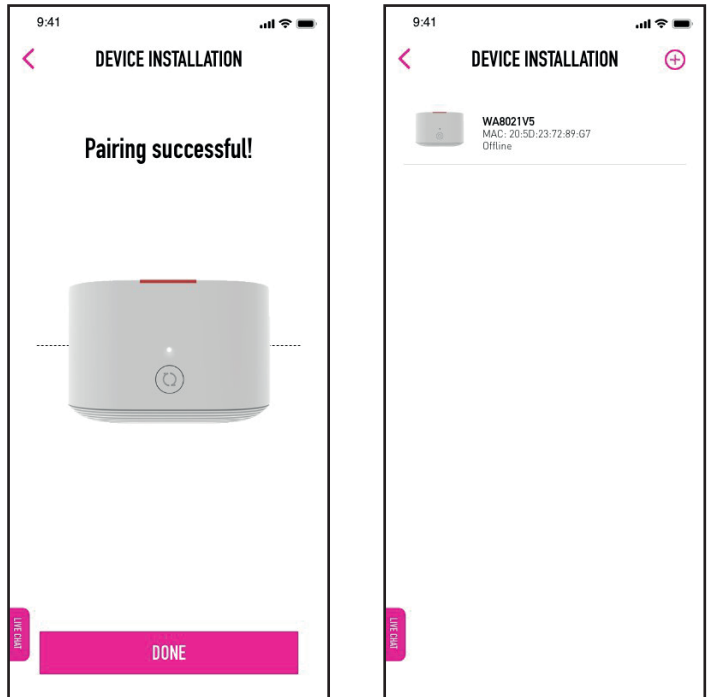 9:41
DEVICE INSTALLATION
Pairing successful!
LIVE CHAT
DONE
9:41
DEVICE INSTALLATION
WA8021V5
MAC: 20:5D:23:72:89:G7
Offline
LIVE CHAT